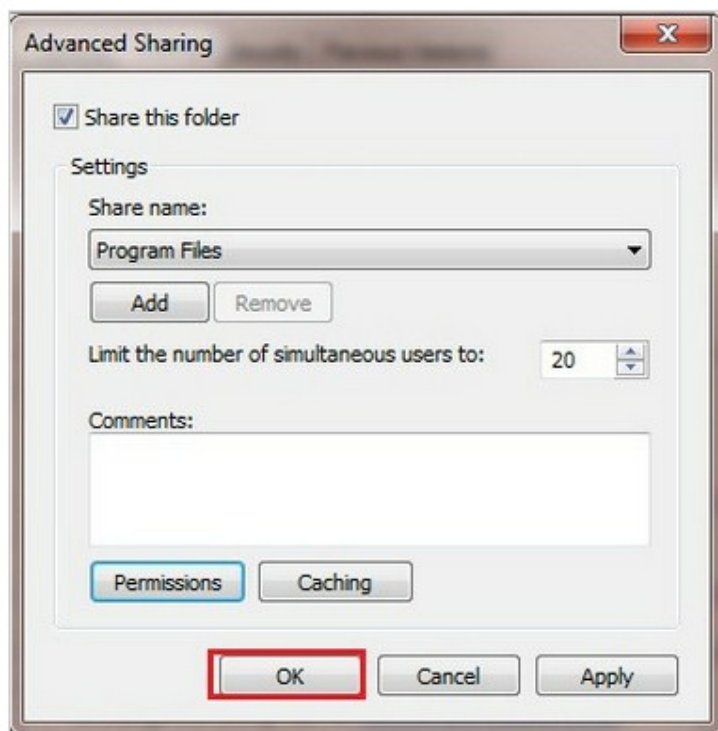 Advanced Sharing
Share this folder
Settings
Share name:
Program Files
Add Remove
Limit the number of simultaneous users to: 20
Comments:
Permissions Caching
OK Cancel Apply